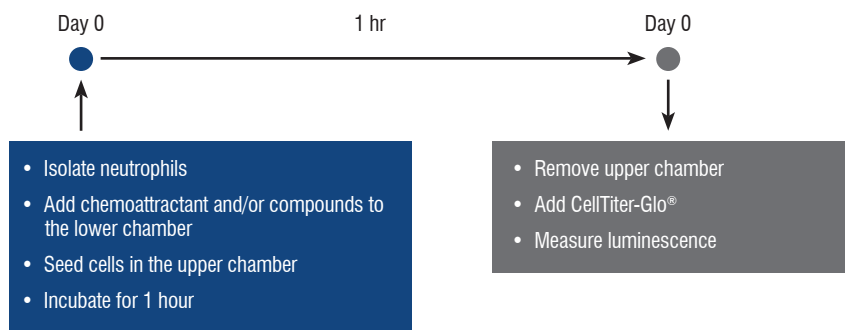 Day 0
1 hr
Day 0
• Isolate neutrophils
• Add chemoattractant and/or compounds to
the lower chamber
• Seed cells in the upper chamber
• Incubate for 1 hour
• Remove upper chamber
• Add CellTiter-Glo®
• Measure luminescence